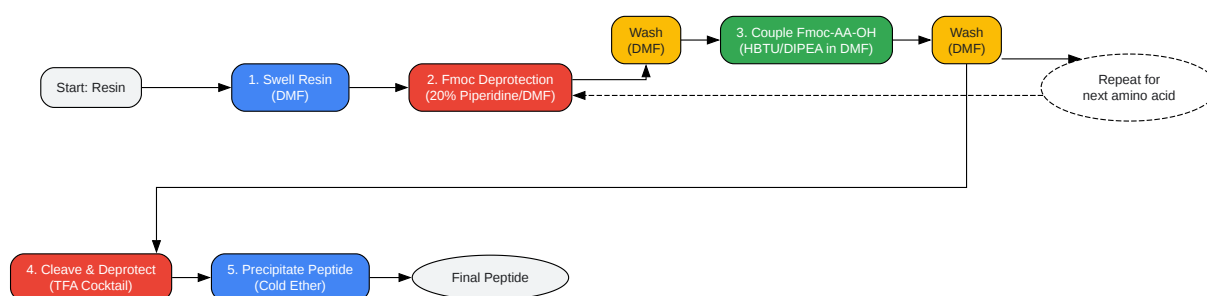 Start: Resin
1. Swell Resin
(DMF)
2. Fmoc Deprotection
(20% Piperidine/DMF)
Wash
(DMF)
3. Couple Fmoc-AA-OH
(HBTU/DIPEA in DMF)
Wash
(DMF)
Repeat for
next amino acid
4. Cleave & Deprotect
(TFA Cocktail)
5. Precipitate Peptide
(Cold Ether)
Final Peptide